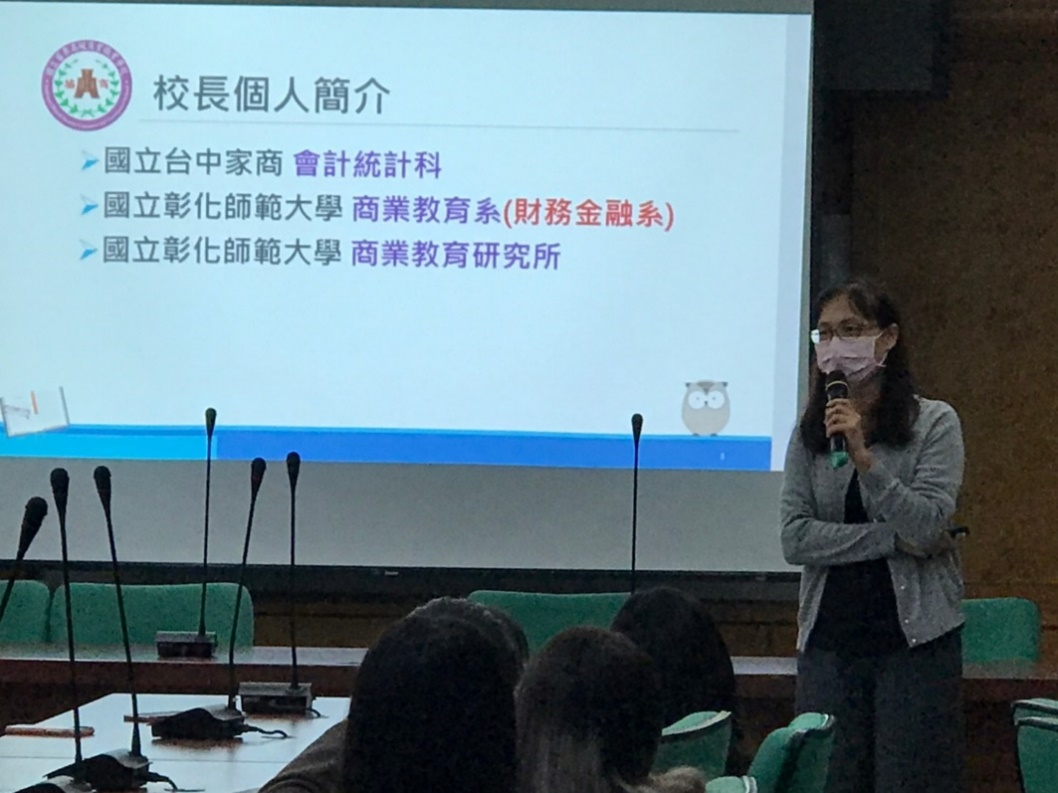 校長個人簡介
國立台中家商 會計統計科
國立彰化師範大學 商業教育系(財務金融系)
國立彰化師範大學 商業教育研究所